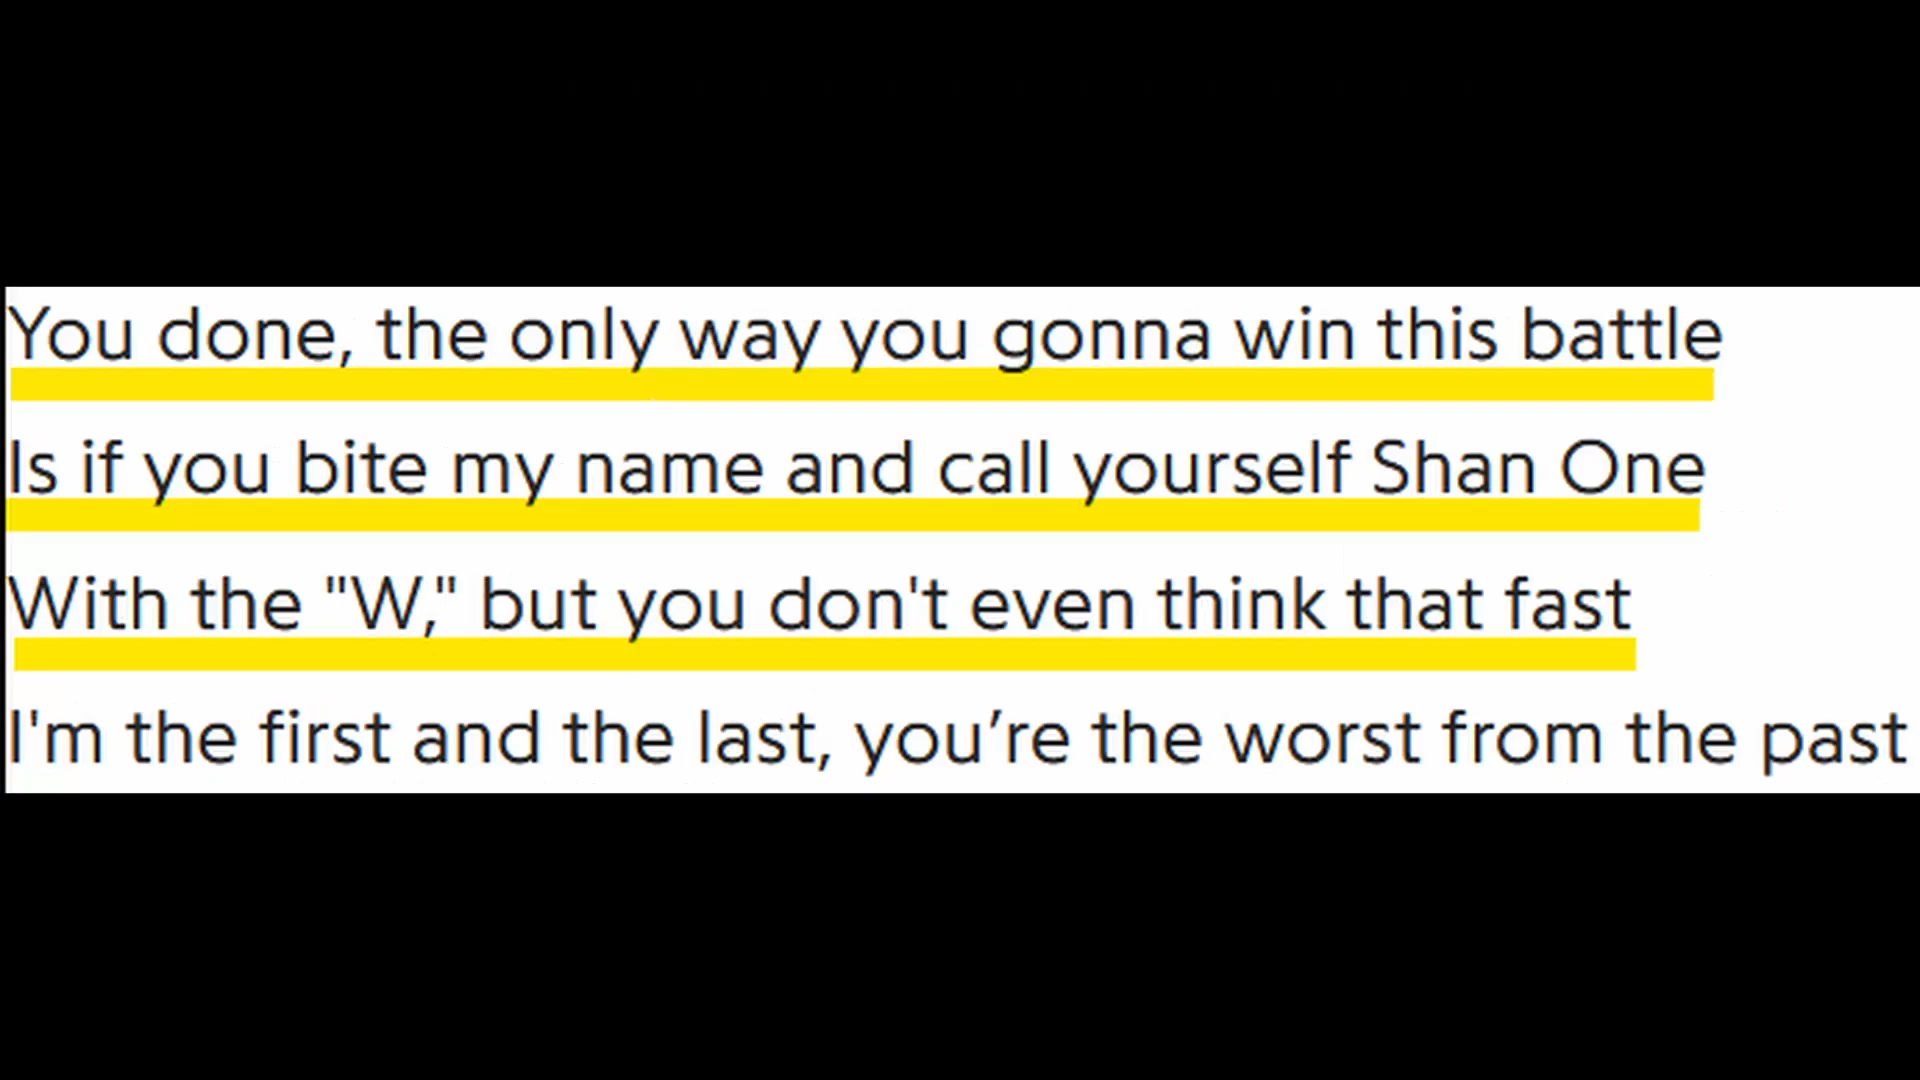 You done, the only way you gonna win this battle
Is if you bite my name and call yourself Shan One
With the "W," but you don't even think that fast
I'm the first and the last, you’re the worst from the past